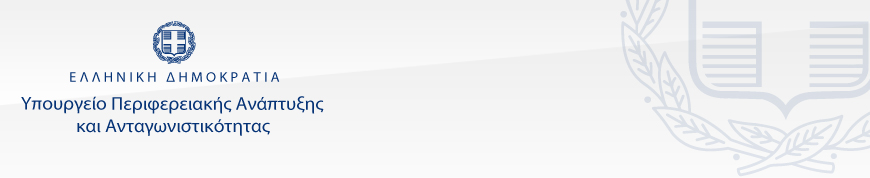 ΕΛΛΗΝΙΚΗ ΔΗΜΟΚΡΑΤΙΑ
Υπουργείο Περιφερειακής Ανάπτυξης
και Ανταγωνιστικότητας